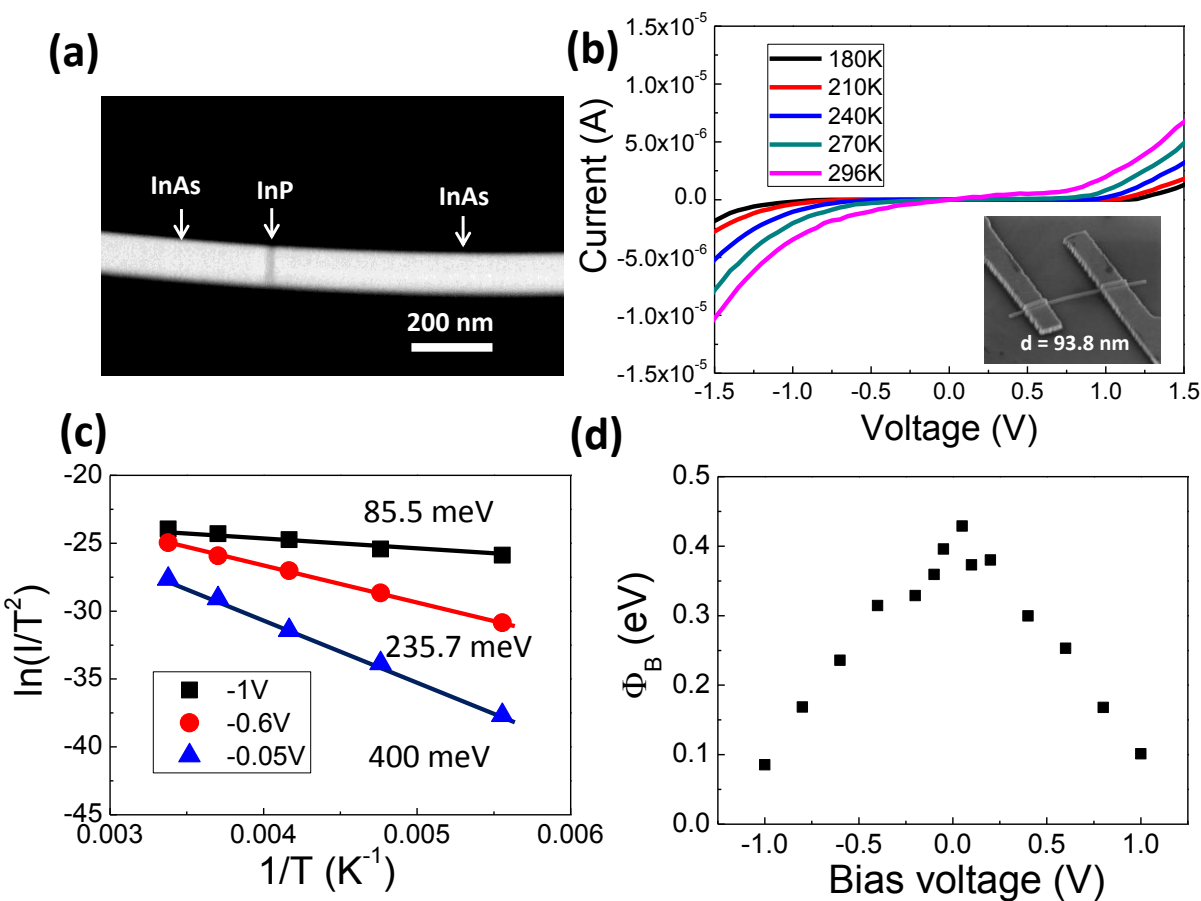 (a)
InAs
InP
InAs
200 nm
(b)
1.5x10⁻⁵
1.0x10⁻⁵
5.0x10⁻⁶
0.0
-5.0x10⁻⁶
-1.0x10⁻⁵
-1.5x10⁻⁵
Current (A)
180K
210K
240K
270K
296K
d = 93.8 nm
-1.5 -1.0 -0.5 0.0 0.5 1.0 1.5
Voltage (V)
(c)
-20
-25
-30
-35
-40
-45
ln(I/T²)
85.5 meV
235.7 meV
400 meV
-1V
-0.6V
-0.05V
0.003 0.004 0.005 0.006
1/T (K⁻¹)
(d)
0.5
0.4
0.3
0.2
0.1
0.0
Φ_B (eV)
-1.0 -0.5 0.0 0.5 1.0
Bias voltage (V)